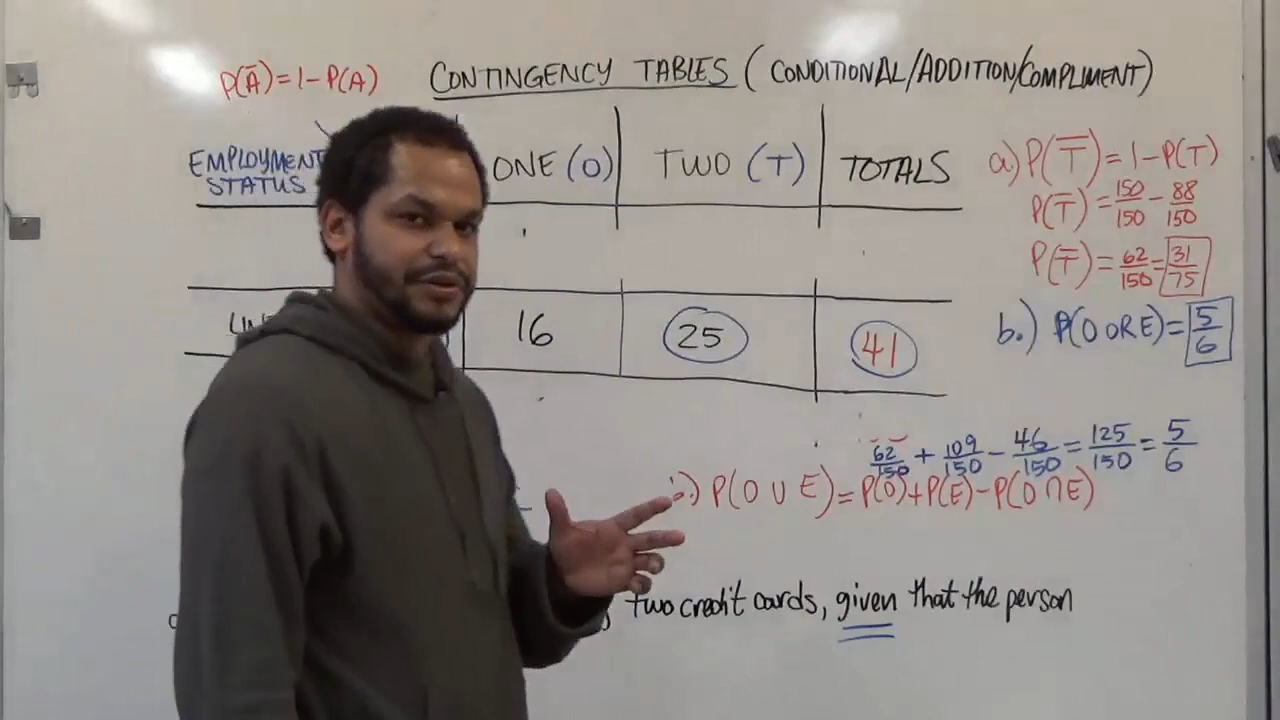 P(A̅) = 1 - P(A)
CONTINGENCY TABLES (CONDITIONAL/ADDITION/COMPLIMENT)
EMPLOYMENT
STATUS
ONE (O)
TWO (T)
TOTALS
16
25
41
a) P(T̅) = 1 - P(T)
P(T̅) = 150/150 - 88/150
P(T̅) = 62/150 = 31/75
b.) P(O OR E) = 5/6
62/150 + 109/150 - 46/150 = 125/150 = 5/6
P(O ∪ E) = P(O) + P(E) - P(O ∩ E)
two credit cards, given that the person